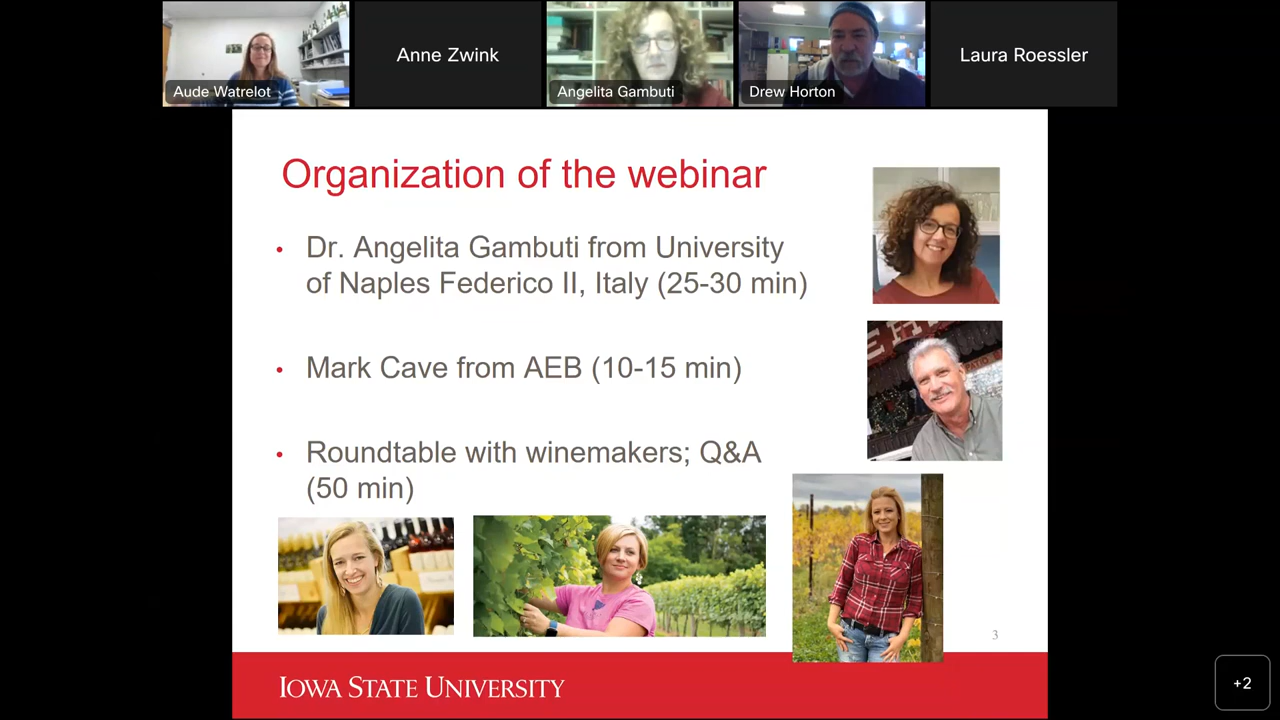 Aude Watrelot
Anne Zwink
Angelita Gambuti
Drew Horton
Laura Roessler
Organization of the webinar
• Dr. Angelita Gambuti from University
of Naples Federico II, Italy (25-30 min)
• Mark Cave from AEB (10-15 min)
• Roundtable with winemakers; Q&A
(50 min)
3
IOWA STATE UNIVERSITY
+2